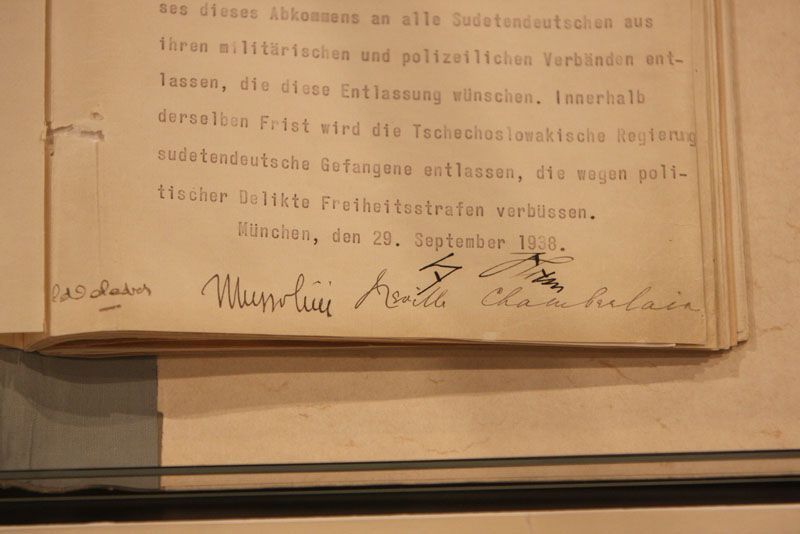 ses dieses Abkommens an alle Sudetendeutschen aus
ihren militärischen und polizeilichen Verbänden ent-
lassen, die diese Entlassung wünschen. Innerhalb
derselben Frist wird die Tschechoslowakische Regierung
sudetendeutsche Gefangene entlassen, die wegen poli-
tischer Delikte Freiheitsstrafen verbüssen.
München, den 29. September 1938.
Mussolini Neville Chamberlain